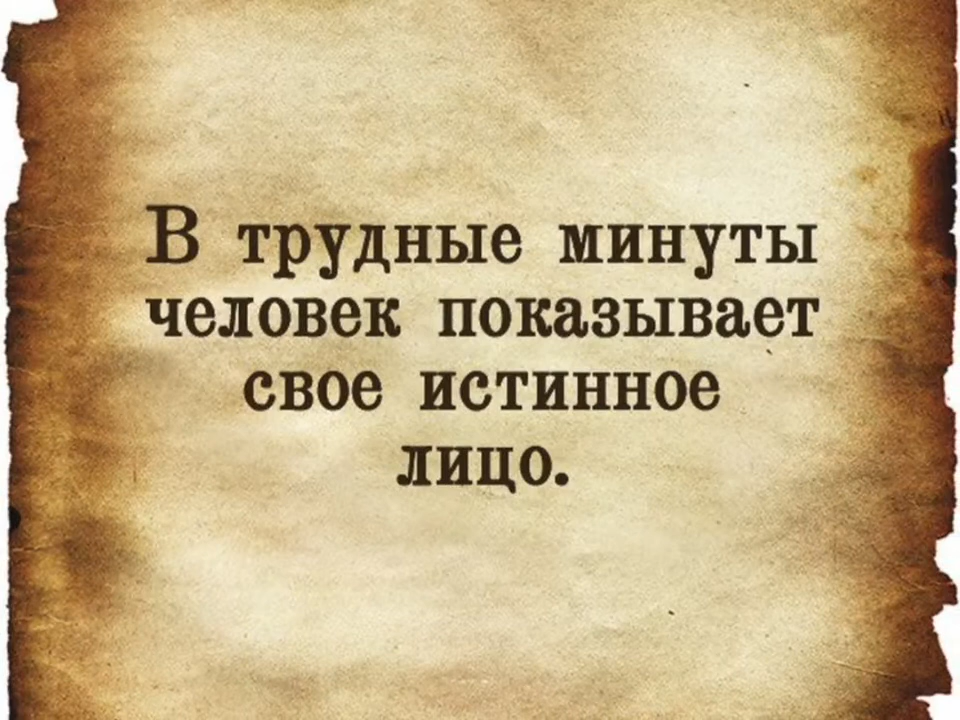 В трудные минуты
человек показывает
свое истинное
лицо.